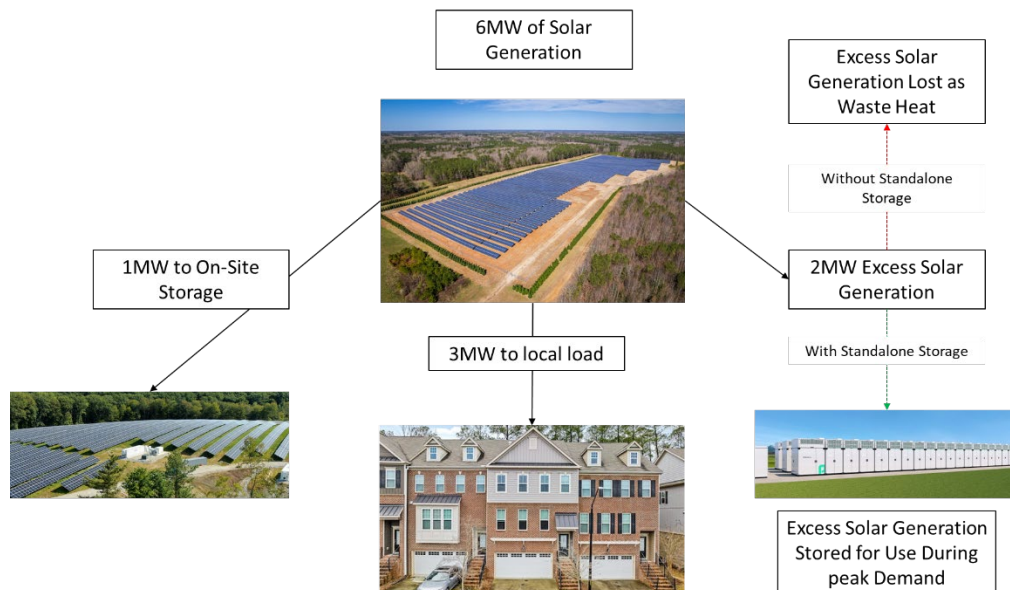 6MW of Solar
Generation
Excess Solar
Generation Lost as
Waste Heat
Without Standalone
Storage
1MW to On-Site
Storage
2MW Excess Solar
Generation
3MW to local load
With Standalone Storage
Excess Solar Generation
Stored for Use During
peak Demand